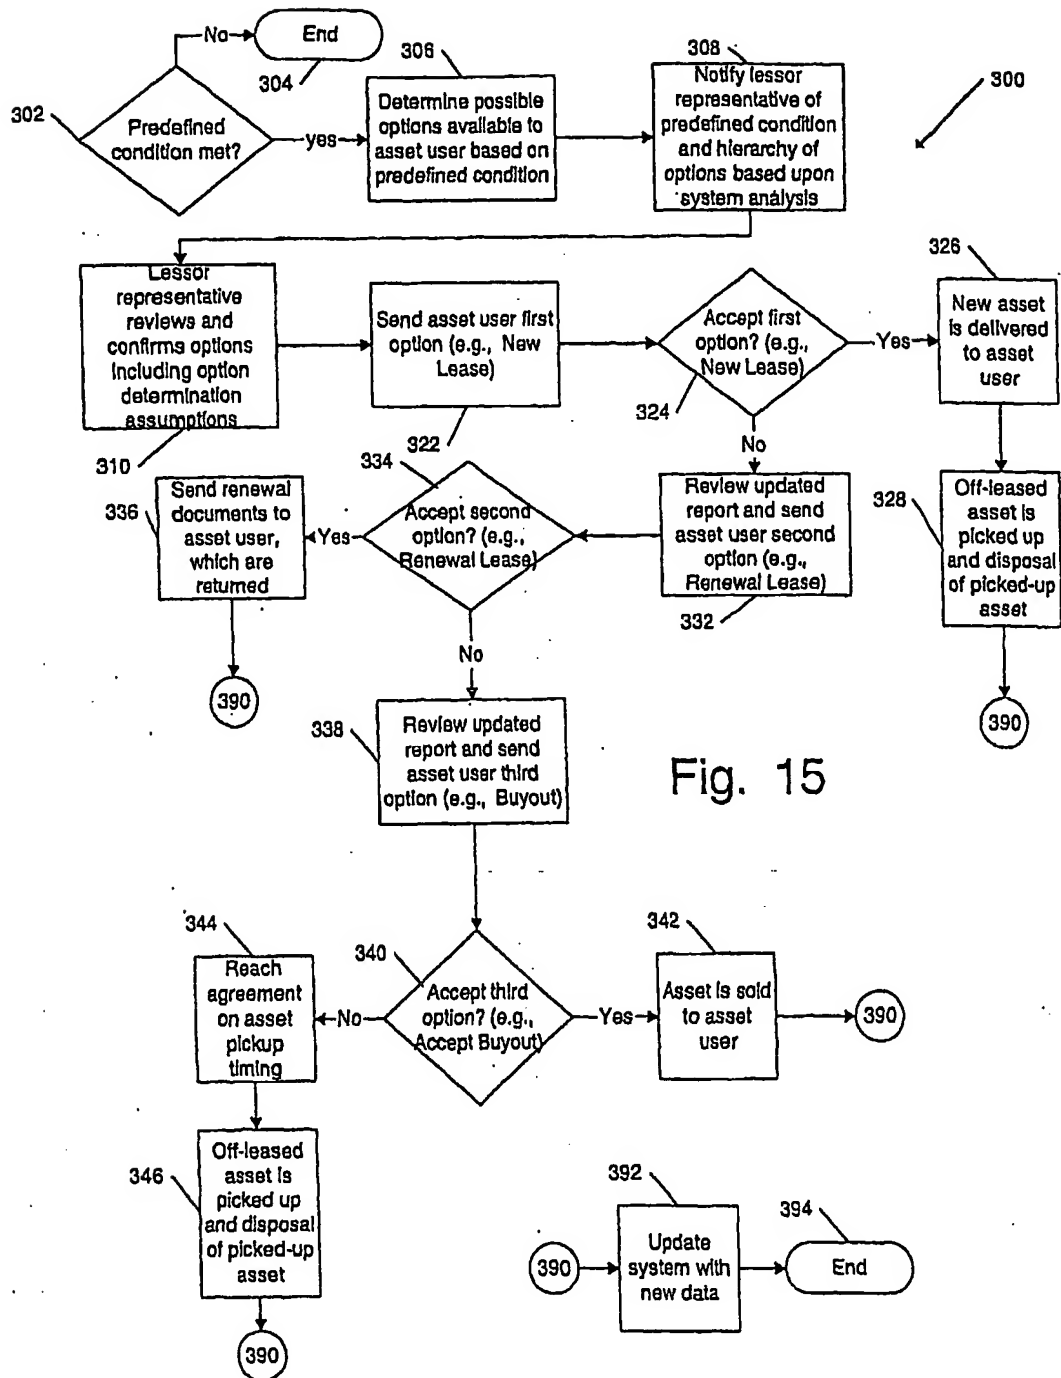 No
End
304
302
Predefined
condition met?
yes
306
Determine possible
options available to
asset user based on
predefined condition
308
Notify lessor
representative of
predefined condition
and hierarchy of
options based upon
system analysis
300
Lessor
representative
reviews and
confirms options
including option
determination
assumptions
310
Send asset user first
option (e.g., New
Lease)
322
Accept first
option? (e.g.,
New Lease)
324
Yes
No
326
New asset
is delivered
to asset
user
328
Off-leased
asset is
picked up
and disposal
of picked-up
asset
390
Review updated
report and send
asset user second
option (e.g.,
Renewal Lease)
332
334
Accept second
option? (e.g.,
Renewal Lease)
Yes
No
336
Send renewal
documents to
asset user,
which are
returned
390
338
Review updated
report and send
asset user third
option (e.g., Buyout)
Fig. 15
340
Accept third
option? (e.g.,
Accept Buyout)
Yes
No
342
Asset is sold
to asset
user
390
344
Reach
agreement
on asset
pickup
timing
346
Off-leased
asset is
picked up
and disposal
of picked-up
asset
390
390
392
Update
system with
new data
394
End